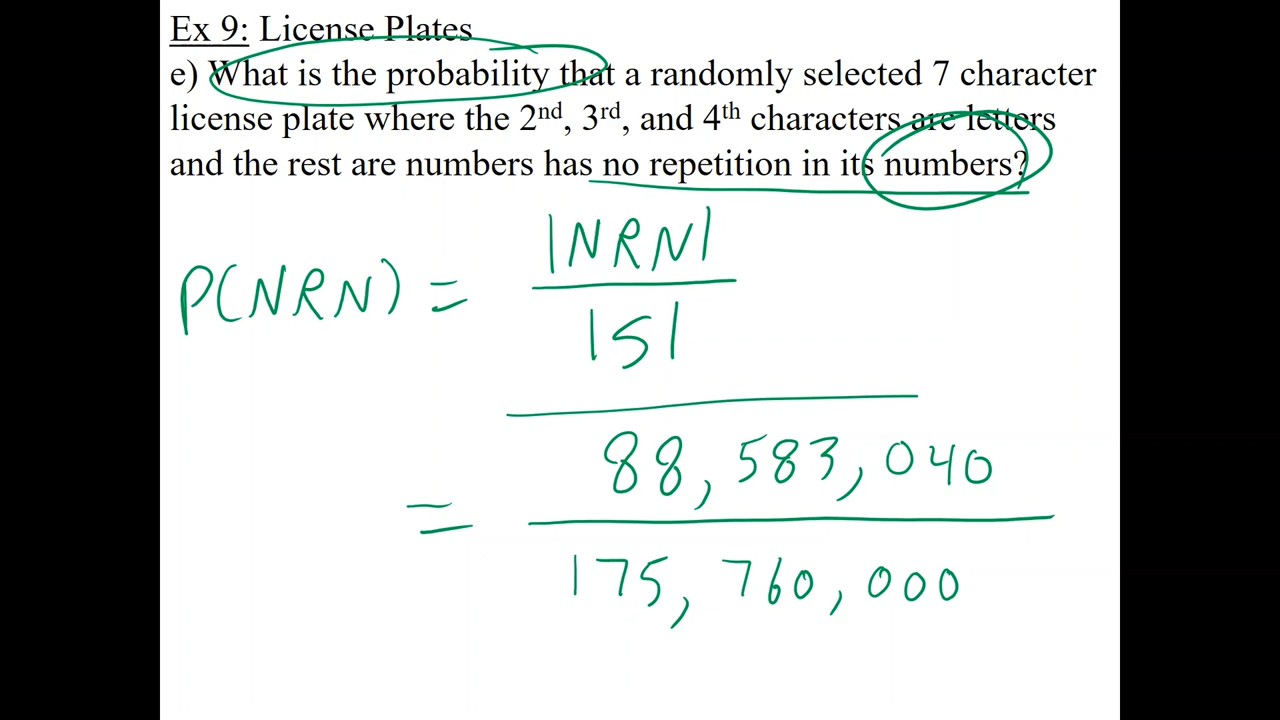 Ex 9: License Plates
e) What is the probability that a randomly selected 7 character
license plate where the 2nd, 3rd, and 4th characters are letters
and the rest are numbers has no repetition in its numbers?
P(NRN) = |NRN|
|S|
= 88,583,040
175,760,000